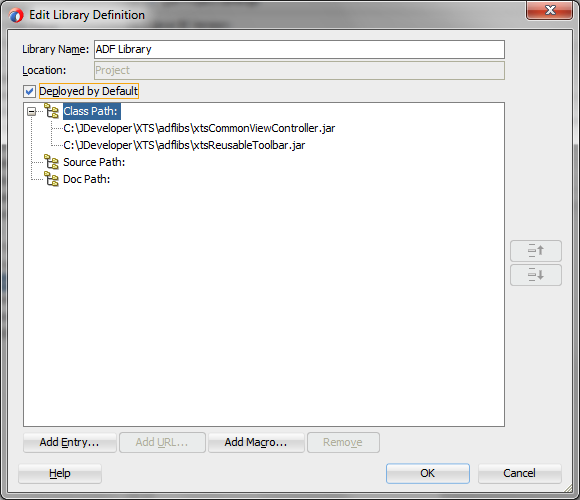 Edit Library Definition
Library Name: ADF Library
Location: Project
Deployed by Default
Class Path:
C:\JDeveloper\XTS\adflibs\xtsCommonViewController.jar
C:\JDeveloper\XTS\adflibs\xtsReusableToolbar.jar
Source Path:
Doc Path:
Add Entry... Add URL... Add Macro... Remove
Help OK Cancel